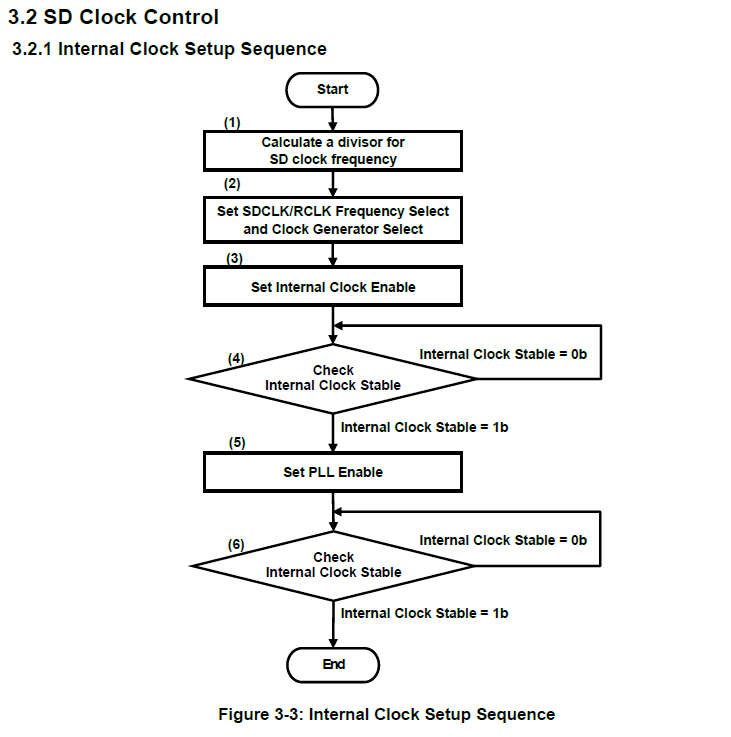 3.2 SD Clock Control
3.2.1 Internal Clock Setup Sequence
Start
(1)
Calculate a divisor for
SD clock frequency
(2)
Set SDCLK/RCLK Frequency Select
and Clock Generator Select
(3)
Set Internal Clock Enable
(4)
Internal Clock Stable = 0b
Check
Internal Clock Stable
Internal Clock Stable = 1b
(5)
Set PLL Enable
(6)
Internal Clock Stable = 0b
Check
Internal Clock Stable
Internal Clock Stable = 1b
End
Figure 3-3: Internal Clock Setup Sequence